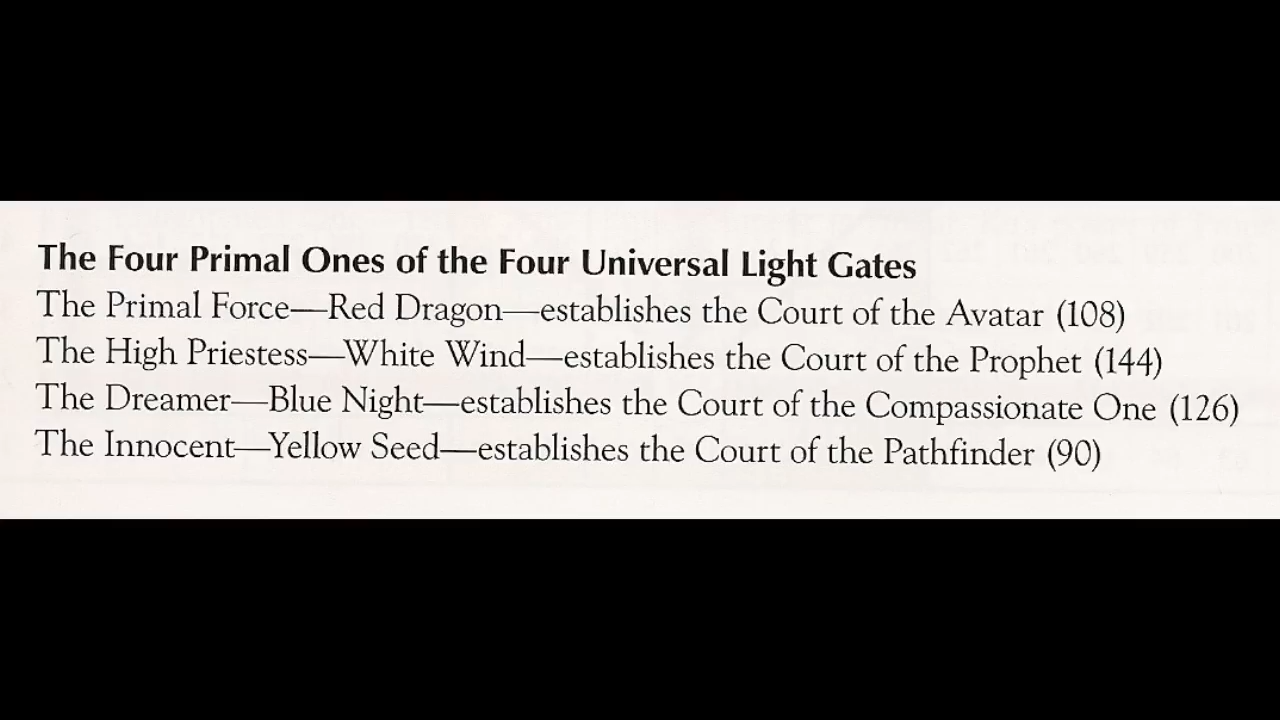 The Four Primal Ones of the Four Universal Light Gates
The Primal Force—Red Dragon—establishes the Court of the Avatar (108)
The High Priestess—White Wind—establishes the Court of the Prophet (144)
The Dreamer—Blue Night—establishes the Court of the Compassionate One (126)
The Innocent—Yellow Seed—establishes the Court of the Pathfinder (90)